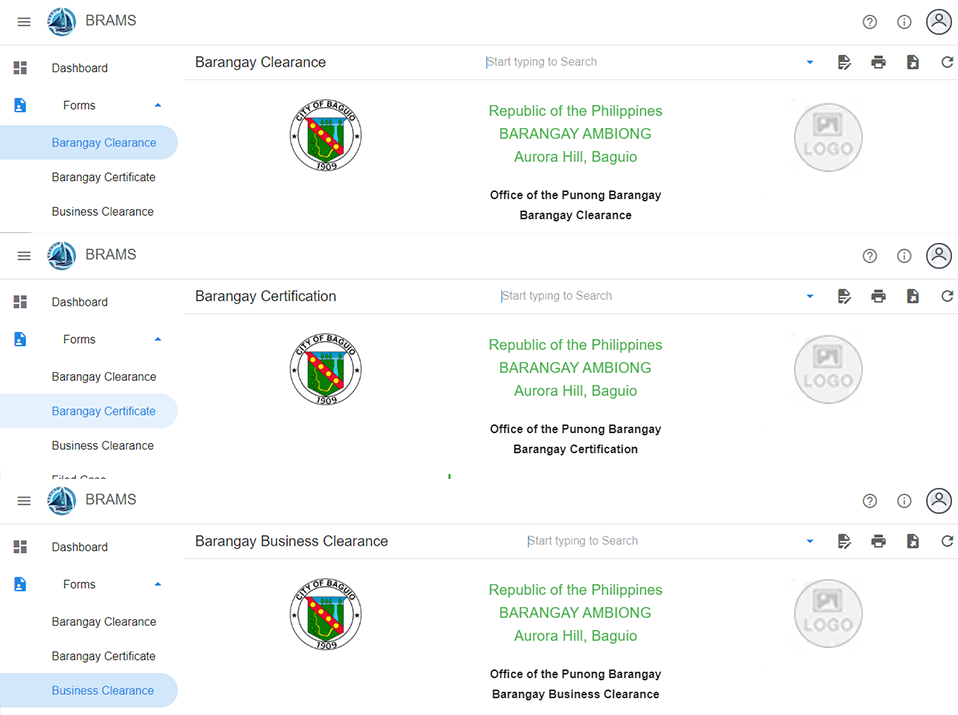 BRAMS
Dashboard
Barangay Clearance
Start typing to Search
Forms
Barangay Clearance
Barangay Certificate
Business Clearance
CITY OF BAGUIO
1909
Republic of the Philippines
BARANGAY AMBIONG
Aurora Hill, Baguio
LOGO
Office of the Punong Barangay
Barangay Clearance
BRAMS
Dashboard
Barangay Certification
Start typing to Search
Forms
Barangay Clearance
Barangay Certificate
Business Clearance
CITY OF BAGUIO
1909
Republic of the Philippines
BARANGAY AMBIONG
Aurora Hill, Baguio
LOGO
Office of the Punong Barangay
Barangay Certification
BRAMS
Dashboard
Barangay Business Clearance
Start typing to Search
Forms
Barangay Clearance
Barangay Certificate
Business Clearance
CITY OF BAGUIO
1909
Republic of the Philippines
BARANGAY AMBIONG
Aurora Hill, Baguio
LOGO
Office of the Punong Barangay
Barangay Business Clearance